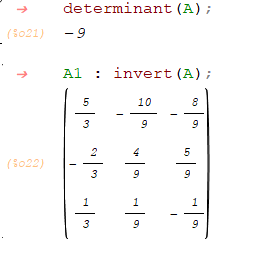 → determinant(A);
(%o21) −9
→ A1 : invert(A);
(%o22)
5/3 − 10/9 − 8/9
− 2/3 4/9 5/9
1/3 1/9 − 1/9